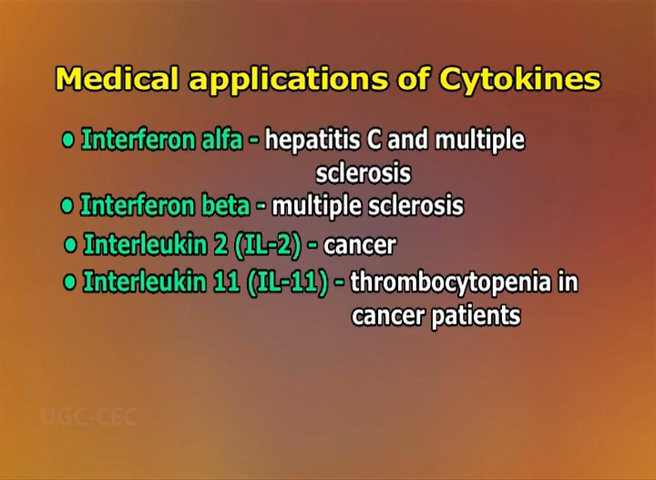 Medical applications of Cytokines
• Interferon alfa - hepatitis C and multiple
sclerosis
• Interferon beta - multiple sclerosis
• Interleukin 2 (IL-2) - cancer
• Interleukin 11 (IL-11) - thrombocytopenia in
cancer patients
UGC-CEC